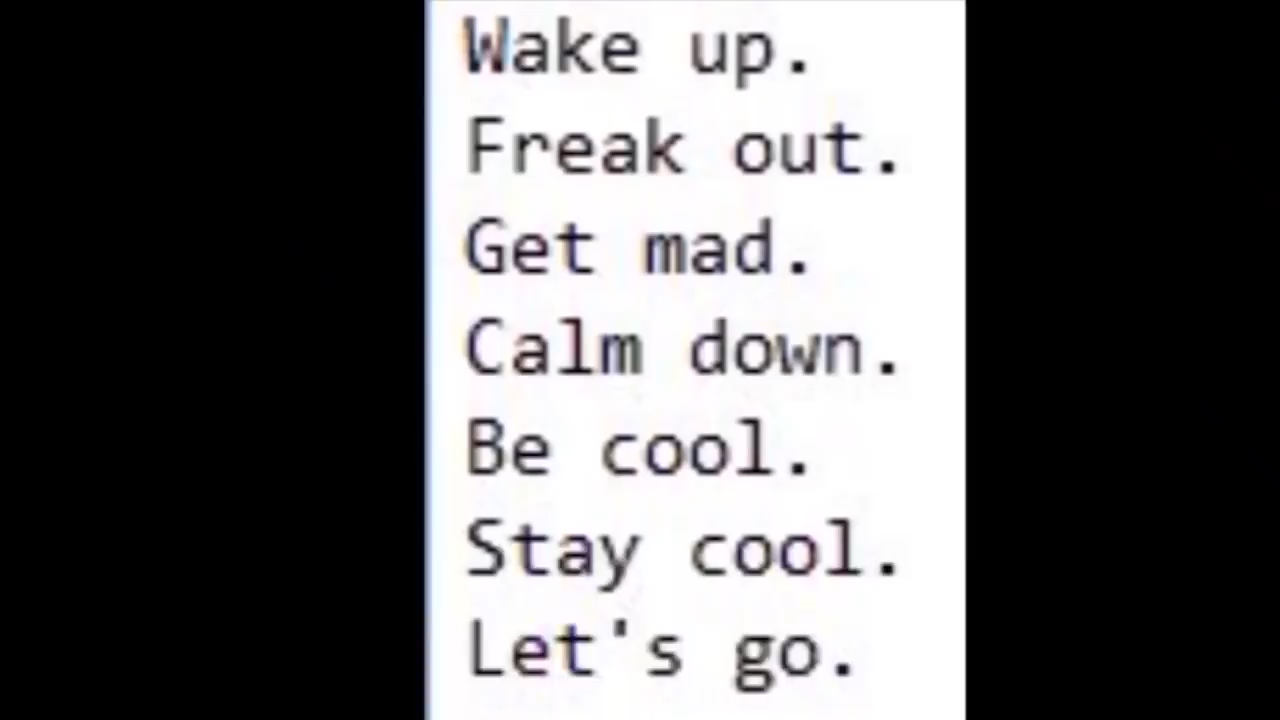 Wake up.
Freak out.
Get mad.
Calm down.
Be cool.
Stay cool.
Let's go.